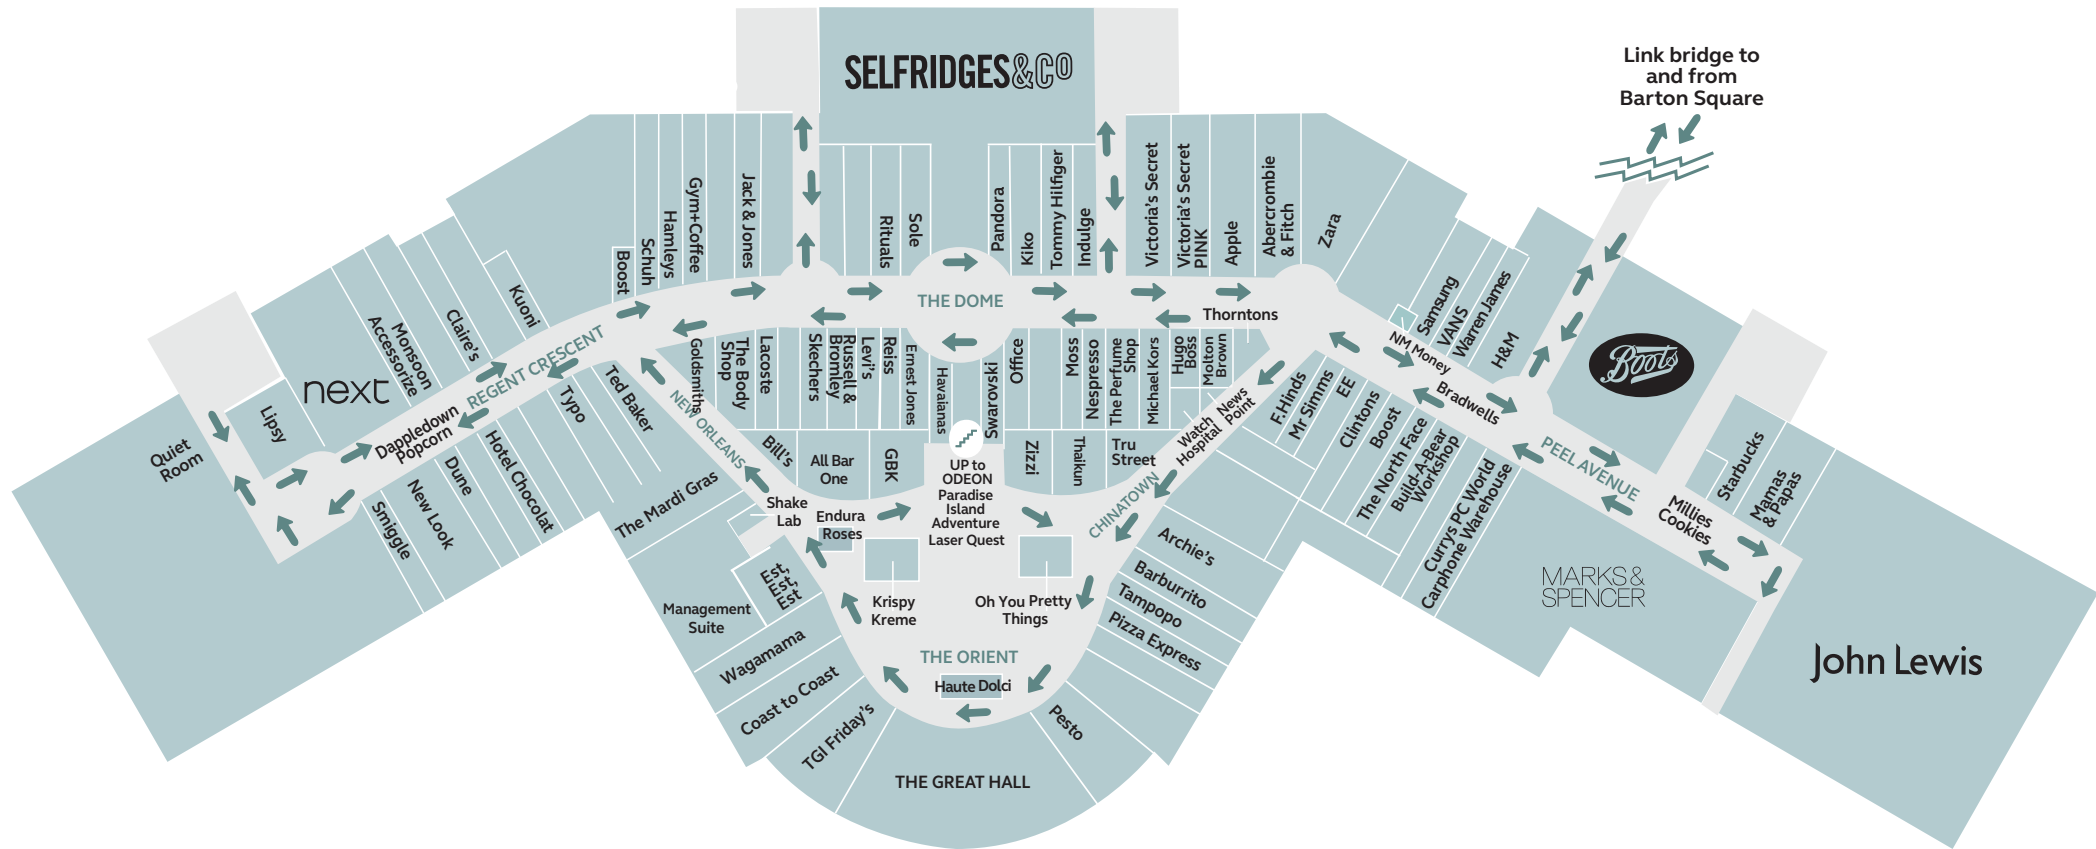 SELFRIDGES&CO
Link bridge to
and from
Barton Square
Quiet
Room
Lipsy
next
Monsoon
Accessorize
Claire's
Kuoni
Boost
Schuh
Hamleys
Gym+Coffee
Jack & Jones
Rituals
Sole
Pandora
Kiko
Tommy Hilfiger
Indulge
Victoria's Secret
Victoria's Secret
PINK
Apple
Abercrombie
& Fitch
Zara
Samsung
VANS
Warren James
H&M
Boots
Starbucks
Mamas
& Papas
John Lewis
REGENT CRESCENT
Dappledown
Popcorn
THE DOME
Thorntons
NM Money
Bradwells
PEEL AVENUE
Millies
Cookies
Smiggle
New Look
Dune
Hotel Chocolat
Typo
Ted Baker
NEW ORLEANS
Goldsmiths
The Body
Shop
Lacoste
Skechers
Russell &
Bromley
Levi's
Reiss
Ernest Jones
Havaianas
Swarovski
Office
Moss
Nespresso
The Perfume
Shop
Michael Kors
Hugo
Boss
Molton
Brown
Watch
Hospital
News
Point
F.Hinds
Mr Simms
EE
Clintons
Boost
The North Face
Build-A-Bear
Workshop
Currys PC World
Carphone Warehouse
MARKS &
SPENCER
Bill's
All Bar
One
GBK
UP to
ODEON
Paradise
Island
Adventure
Laser Quest
Zizzi
Thaikun
Tru
Street
CHINATOWN
The Mardi Gras
Shake
Lab
Endura
Roses
Est,
Est,
Est
Management
Suite
Wagamama
Coast to Coast
TGI Friday's
Krispy
Kreme
Oh You Pretty
Things
Archie's
Barburrito
Tampopo
Pizza Express
THE ORIENT
Haute Dolci
Pesto
THE GREAT HALL